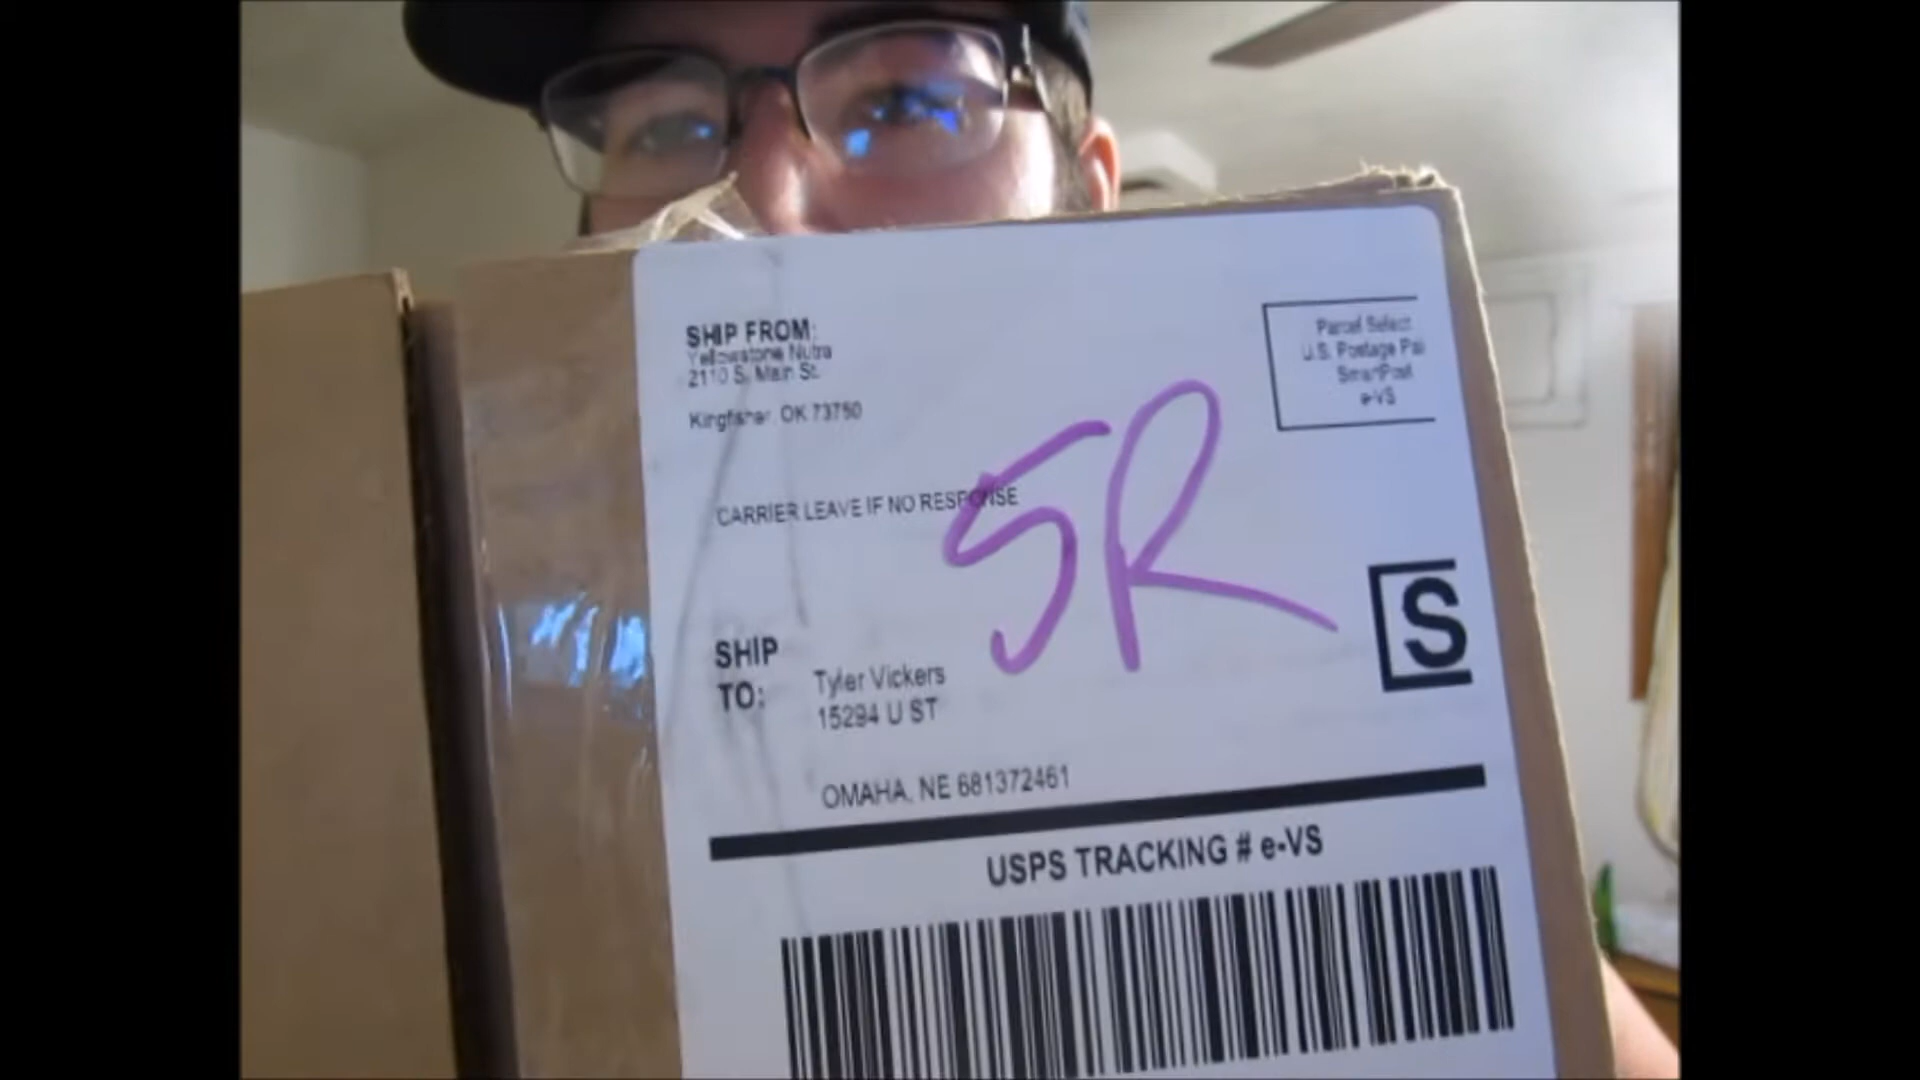 SHIP FROM:
Yellowstone Nutra
2110 S. Main St.
Kingfisher, OK 73750
Parcel Select
U.S. Postage Pai
SmartPost
e-VS
CARRIER LEAVE IF NO RESPONSE
5R
SHIP
TO:
Tyler Vickers
15294 U ST
OMAHA, NE 681372461
S
USPS TRACKING # e-VS